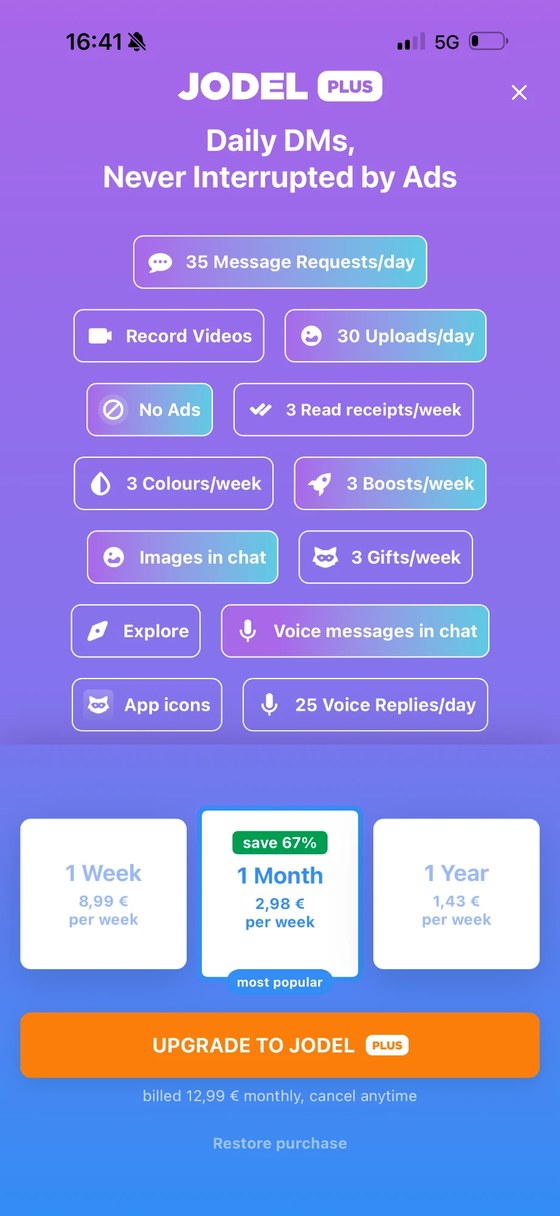 16:41
5G
JODEL PLUS
Daily DMs,
Never Interrupted by Ads
35 Message Requests/day
Record Videos
30 Uploads/day
No Ads
3 Read receipts/week
3 Colours/week
3 Boosts/week
Images in chat
3 Gifts/week
Explore
Voice messages in chat
App icons
25 Voice Replies/day
1 Week
8,99 €
per week
save 67%
1 Month
2,98 €
per week
most popular
1 Year
1,43 €
per week
UPGRADE TO JODEL PLUS
billed 12,99 € monthly, cancel anytime
Restore purchase